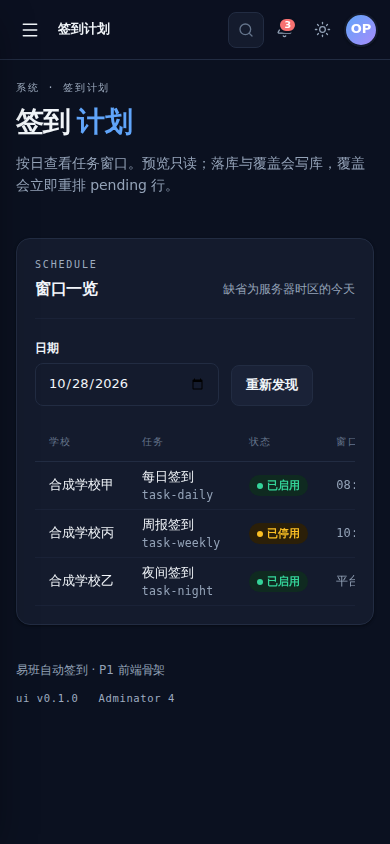 签到计划
3
OP
系统 · 签到计划
签到 计划
按日查看任务窗口。预览只读；落库与覆盖会写库，覆盖
会立即重排 pending 行。
SCHEDULE
窗口一览
缺省为服务器时区的今天
日期
10/28/2026
重新发现
学校 任务 状态 窗口
合成学校甲 每日签到 已启用 08:
task-daily
合成学校丙 周报签到 已停用 10:
task-weekly
合成学校乙 夜间签到 已启用 平台
task-night
易班自动签到 · P1 前端骨架
ui v0.1.0 Adminator 4